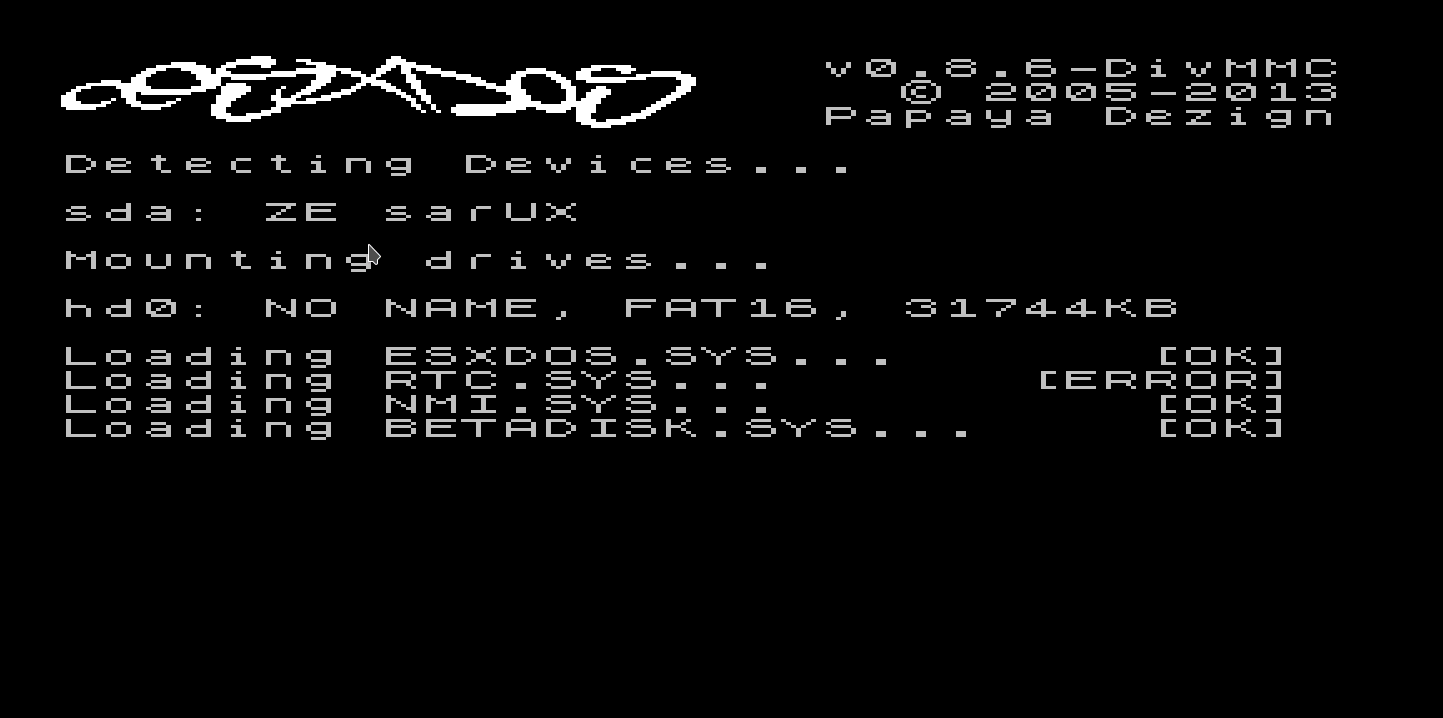 v0.8.6-DivMMC
© 2005-2013
Papaya Dezign
Detecting Devices...
sda: ZE sarUX
Mounting drives...
hd0: NO NAME, FAT16, 31744KB
Loading ESXDOS.SYS... [OK]
Loading RTC.SYS... [ERROR]
Loading NMI.SYS... [OK]
Loading BETADISK.SYS... [OK]